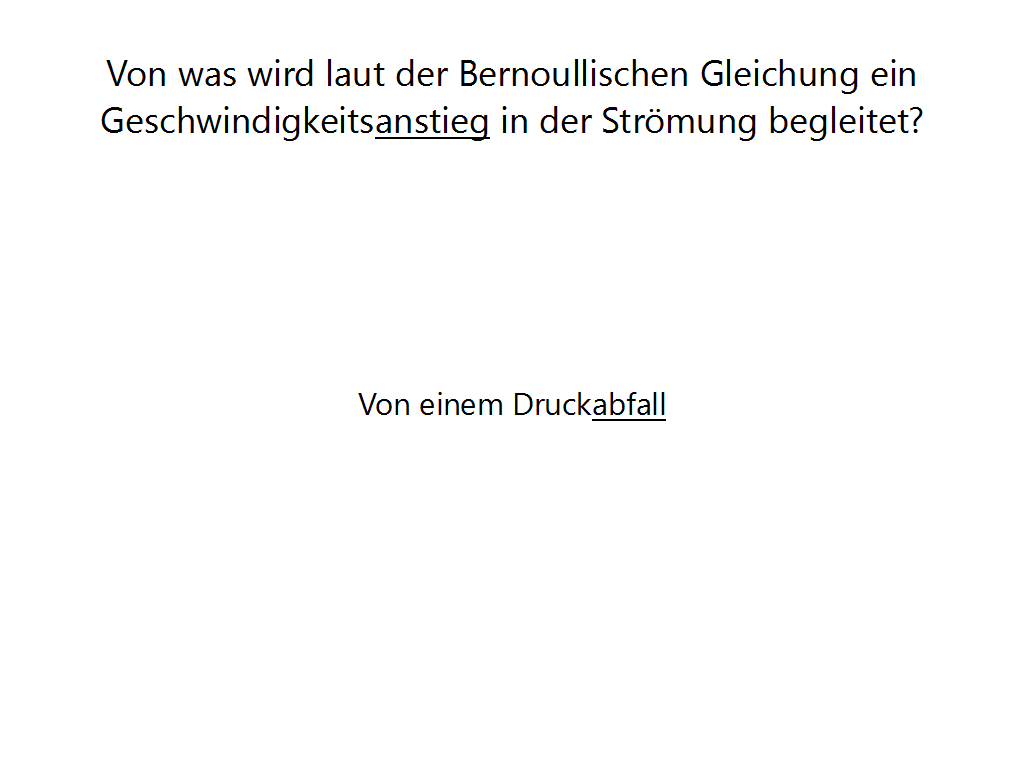 Von was wird laut der Bernoullischen Gleichung ein
Geschwindigkeitsanstieg in der Strömung begleitet?
Von einem Druckabfall